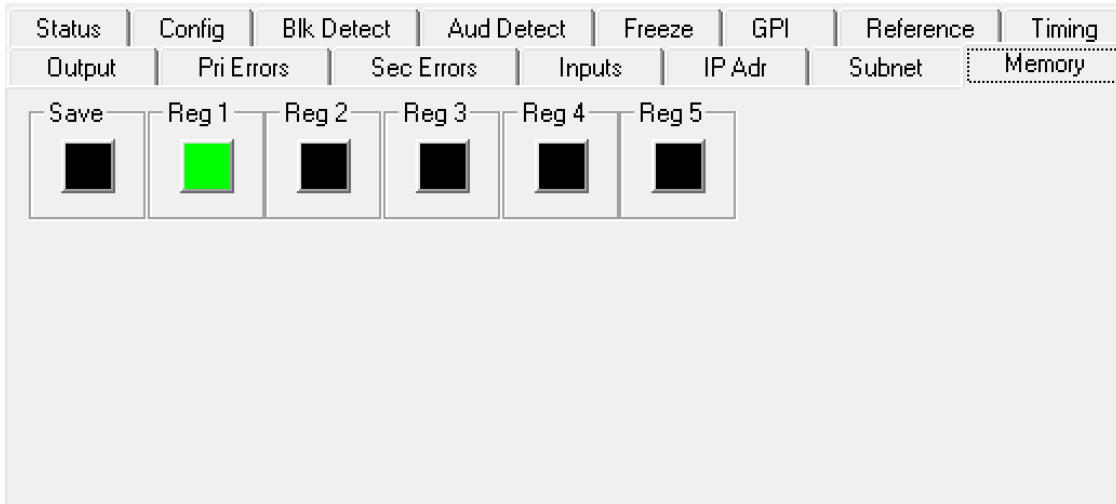 Status Config Blk Detect Aud Detect Freeze GPI Reference Timing
Output Pri Errors Sec Errors Inputs IP Adr Subnet Memory
Save Reg 1 Reg 2 Reg 3 Reg 4 Reg 5